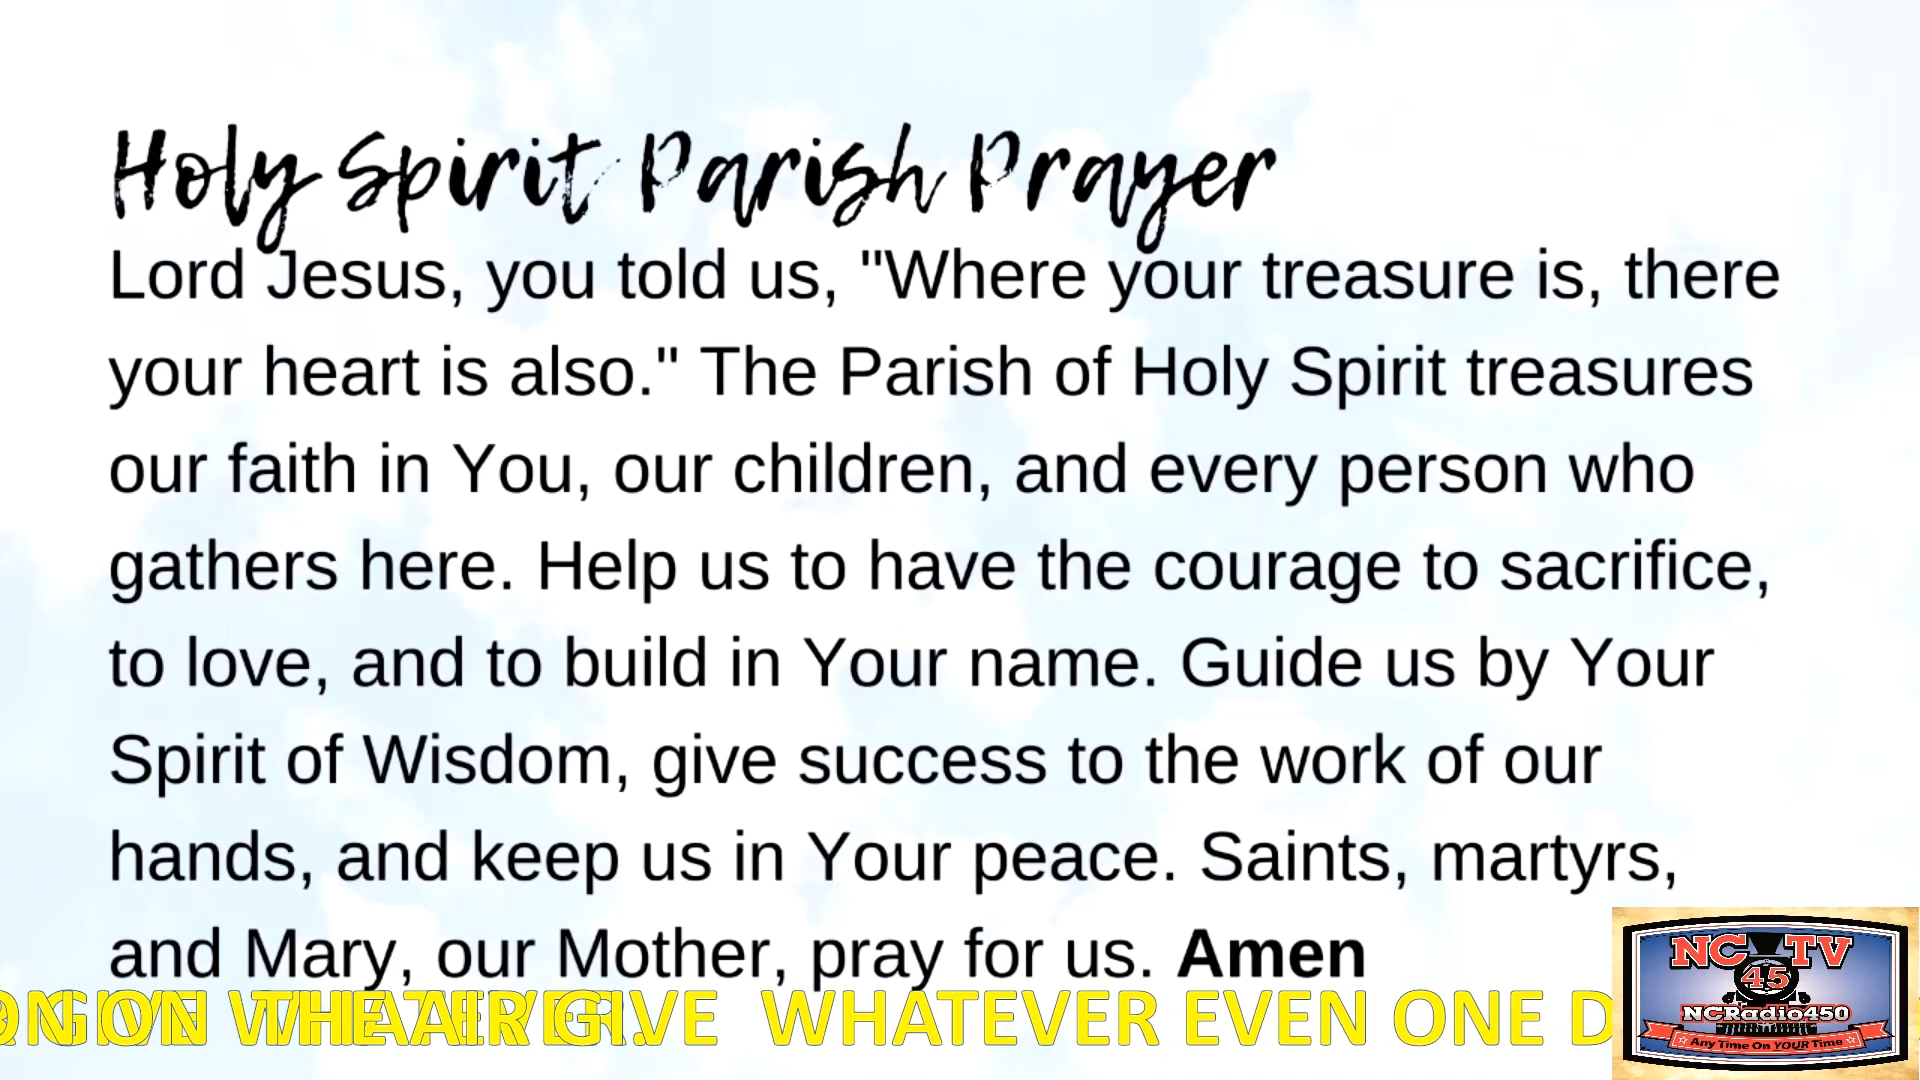 Holy Spirit Parish Prayer
Lord Jesus, you told us, "Where your treasure is, there
your heart is also." The Parish of Holy Spirit treasures
our faith in You, our children, and every person who
gathers here. Help us to have the courage to sacrifice,
to love, and to build in Your name. Guide us by Your
Spirit of Wisdom, give success to the work of our
hands, and keep us in Your peace. Saints, martyrs,
and Mary, our Mother, pray for us. Amen
WHATEVER EVEN ONE D
NC TV
45
NCRadio450
Any Time On YOUR Time